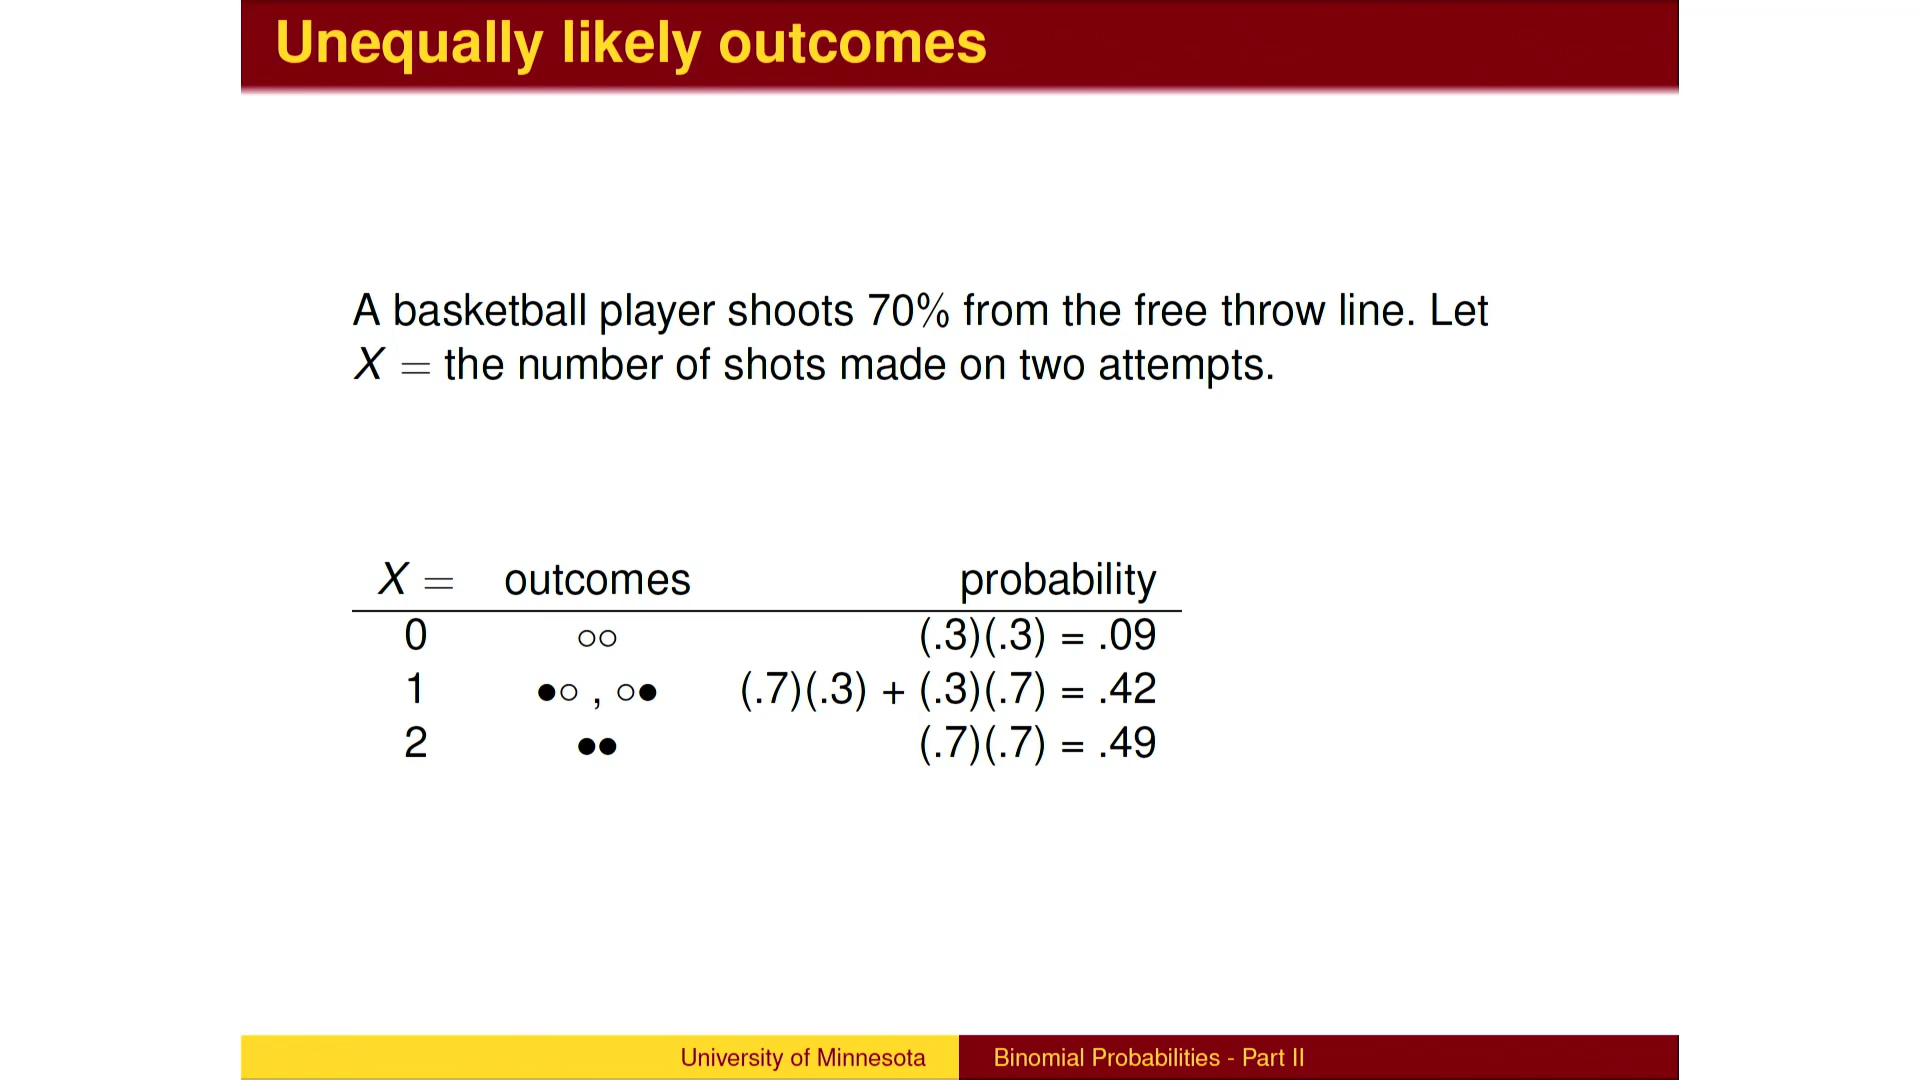 Unequally likely outcomes
A basketball player shoots 70% from the free throw line. Let
X = the number of shots made on two attempts.
X = outcomes probability
0 ○○ (.3)(.3) = .09
1 ●○ , ○● (.7)(.3) + (.3)(.7) = .42
2 ●● (.7)(.7) = .49
University of Minnesota Binomial Probabilities - Part II